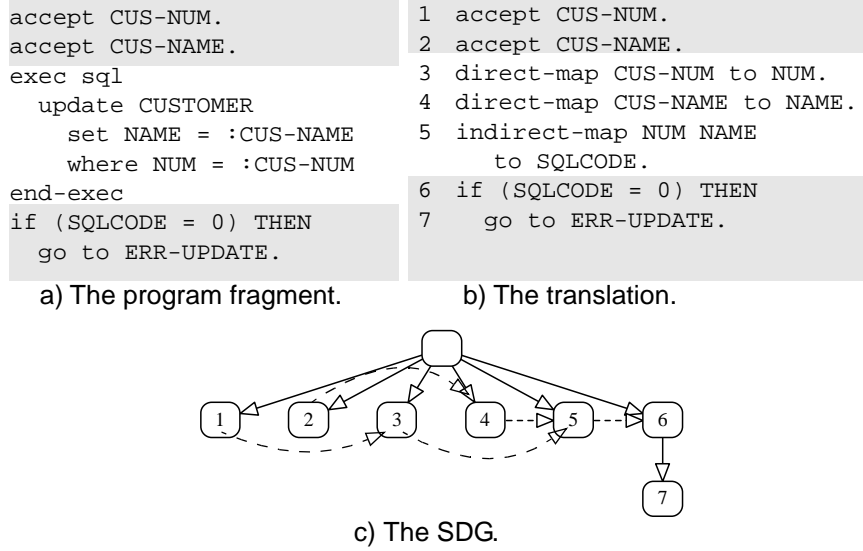 accept CUS-NUM.
accept CUS-NAME.
exec sql
update CUSTOMER
set NAME = :CUS-NAME
where NUM = :CUS-NUM
end-exec
if (SQLCODE = 0) THEN
go to ERR-UPDATE.
a) The program fragment.
1 accept CUS-NUM.
2 accept CUS-NAME.
3 direct-map CUS-NUM to NUM.
4 direct-map CUS-NAME to NAME.
5 indirect-map NUM NAME
to SQLCODE.
6 if (SQLCODE = 0) THEN
7 go to ERR-UPDATE.
b) The translation.
1 2 3 4 5 6
7
c) The SDG.